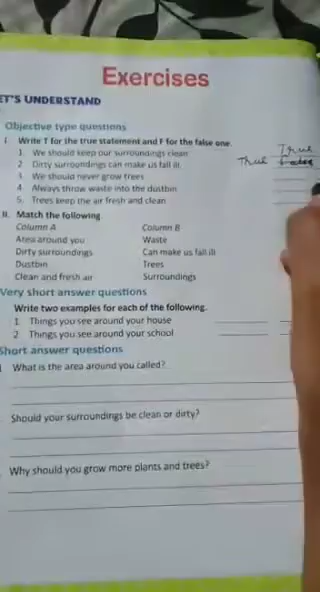 Exercises
ET'S UNDERSTAND
Objective type questions
I. Write T for the true statement and F for the false one.
1. We should keep our surroundings clean True
2. Dirty surroundings can make us fall ill. True
3. We should never grow trees
4. Always throw waste into the dustbin
5. Trees keep the air fresh and clean
II. Match the following
Column A Column B
Area around you Waste
Dirty surroundings Can make us fall ill
Dustbin Trees
Clean and fresh air Surroundings
Very short answer questions
Write two examples for each of the following.
1. Things you see around your house
2. Things you see around your school
Short answer questions
What is the area around you called?
Should your surroundings be clean or dirty?
Why should you grow more plants and trees?